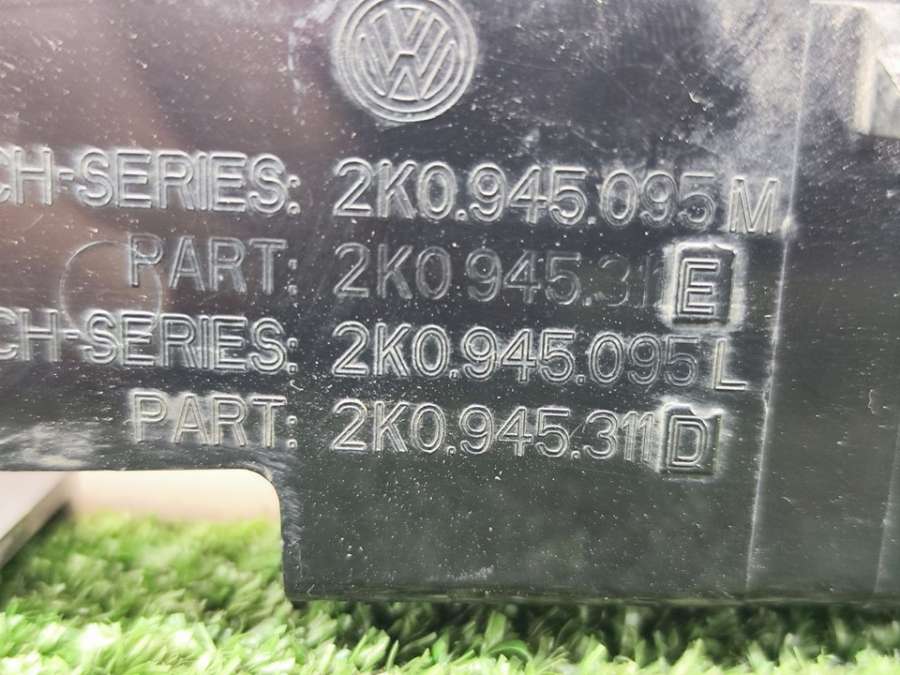 CH-SERIES: 2K0.945.095 M
PART: 2K0.945.311 E
CH-SERIES: 2K0.945.095 L
PART: 2K0.945.311 D